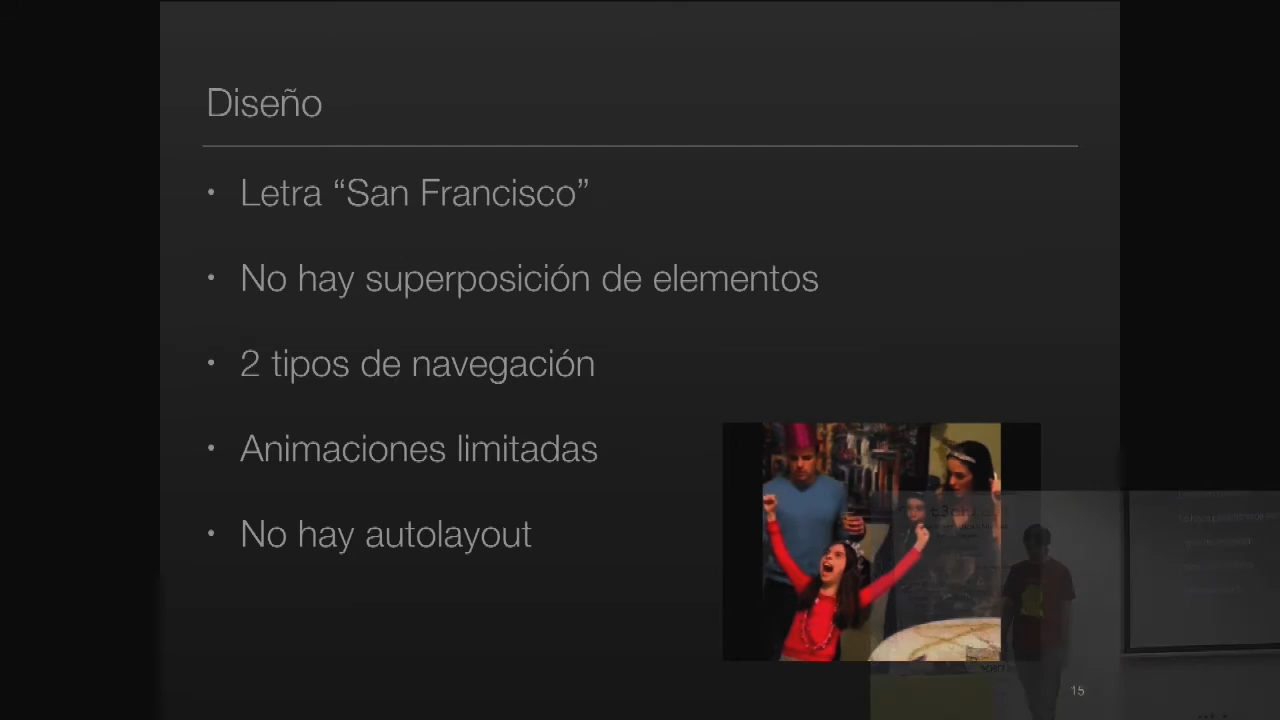 Diseño
• Letra “San Francisco”
• No hay superposición de elementos
• 2 tipos de navegación
• Animaciones limitadas
• No hay autolayout
15